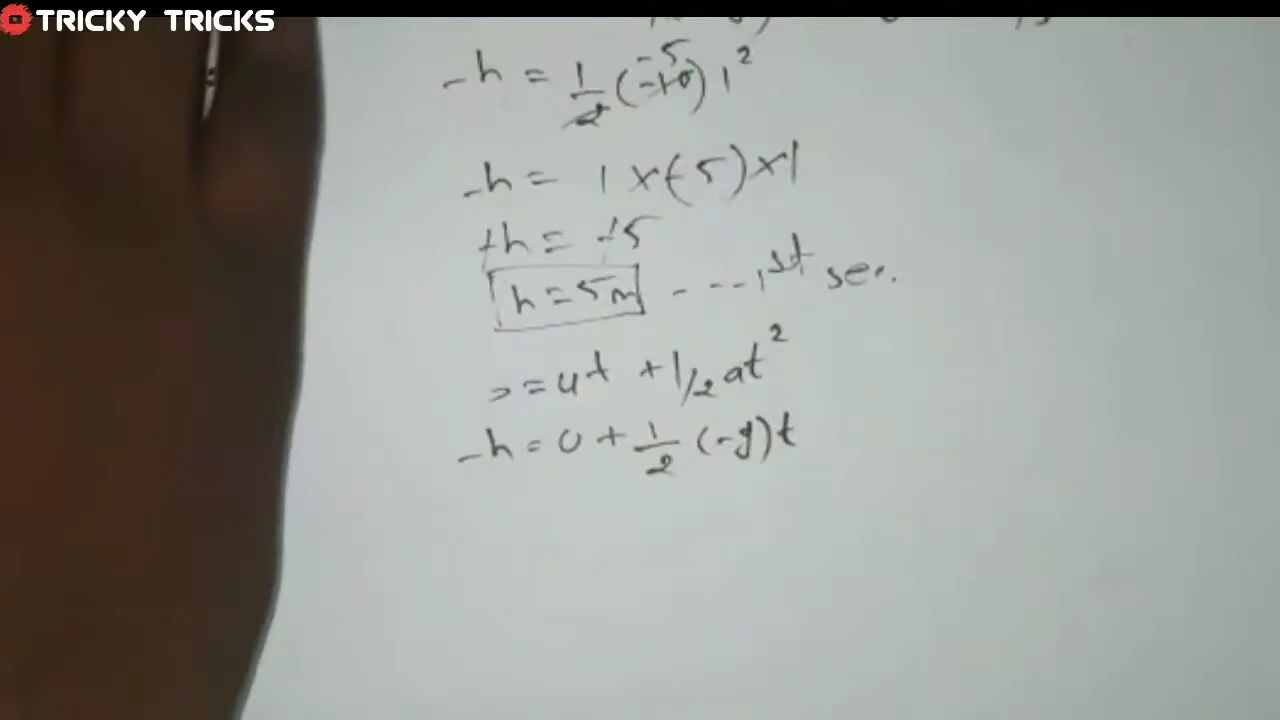 TRICKY TRICKS
-h = 1/2 (-10) 1²
-5
-h = 1 x (-5) x 1
+h = +5
h = 5m ---- 1st sec.
s = ut + 1/2 at²
-h = 0 + 1/2 (-g)t